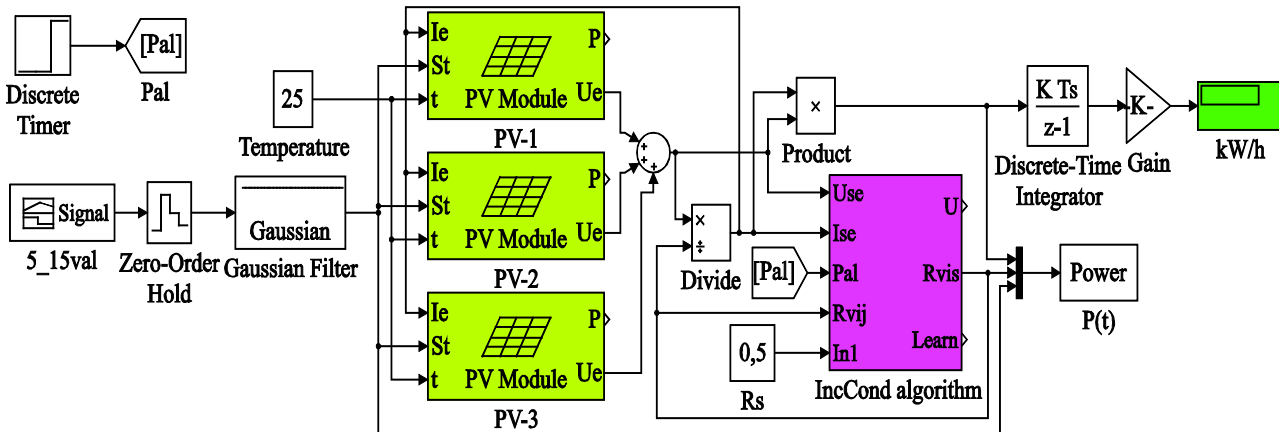 Discrete
Timer
[Pal]
Pal
25
Temperature
Signal
5_15val
Zero-Order
Hold
Gaussian
Gaussian Filter
Ie
St
t
P
Ue
PV Module
PV-1
Ie
St
t
P
Ue
PV Module
PV-2
Ie
St
t
P
Ue
PV Module
PV-3
+
+
+
×
÷
Divide
×
Product
[Pal]
0,5
Rs
Use
Ise
Pal
Rvij
In1
U
Rvis
Learn
IncCond algorithm
K Ts
z-1
Discrete-Time
Integrator
-K-
Gain
kW/h
Power
P(t)